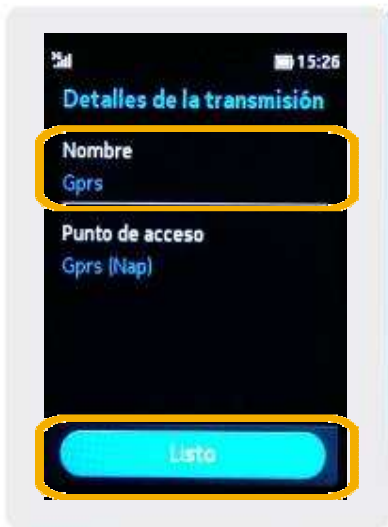 15:26
Detalles de la transmisión
Nombre
Gprs
Punto de acceso
Gprs (Nap)
Listo